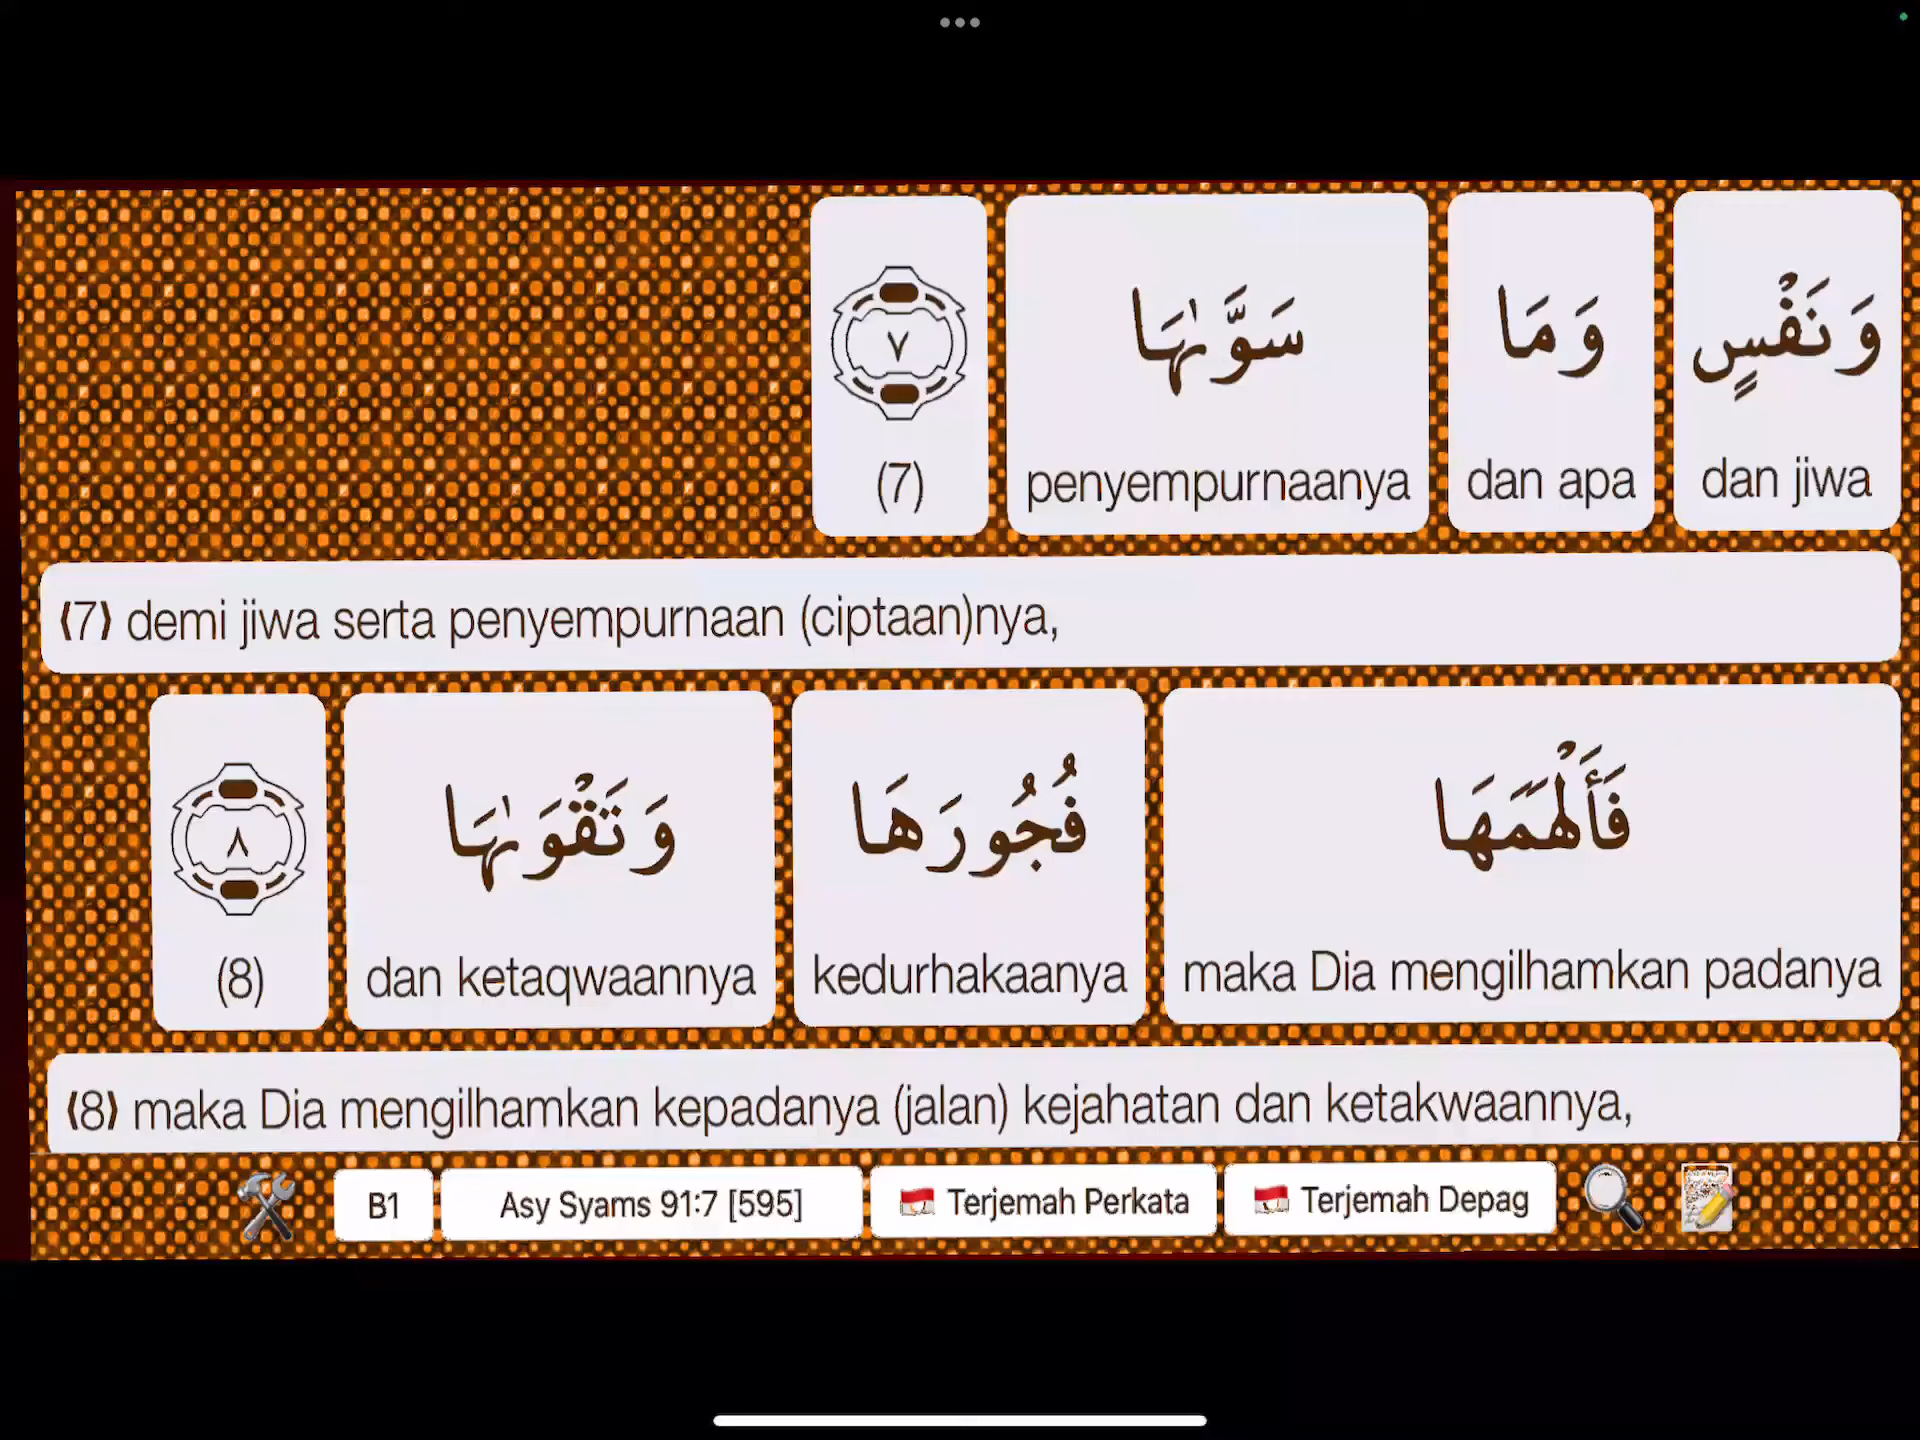 وَنَفْسٍ وَمَا سَوَّىٰهَا ٧
dan jiwa dan apa penyempurnaanya (7)
(7) demi jiwa serta penyempurnaan (ciptaan)nya,
فَأَلْهَمَهَا فُجُورَهَا وَتَقْوَىٰهَا ٨
maka Dia mengilhamkan padanya kedurhakaanya dan ketaqwaannya (8)
(8) maka Dia mengilhamkan kepadanya (jalan) kejahatan dan ketakwaannya,
B1 Asy Syams 91:7 [595] Terjemah Perkata Terjemah Depag